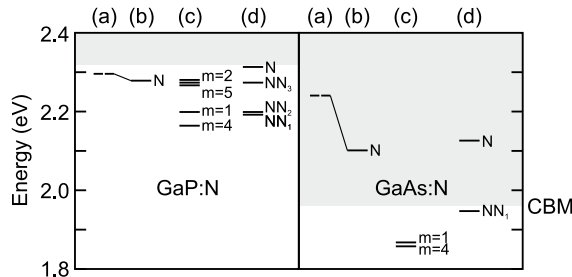 (a) (b) (c) (d) (a) (b) (c) (d)
2.4
2.2
2.0
1.8
Energy (eV)
N
m=2
m=5
m=1
m=4
N
NN3
NN2
NN1
GaP:N
N
m=1
m=4
N
NN1
GaAs:N
CBM